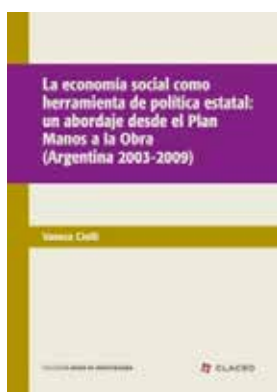 La economía social como
herramienta de política estatal:
un abordaje desde el Plan
Manos a la Obra
(Argentina 2003-2009)
Vanesa Ciolli
CLACSO